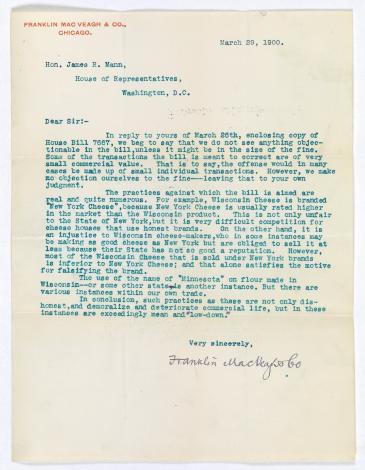 FRANKLIN MAC VEAGH & CO.,
CHICAGO.
March 29, 1900.
Hon. James R. Mann,
House of Representatives,
Washington, D.C.
Dear Sir:-
In reply to yours of March 26th, enclosing copy of
House Bill 7667, we beg to say that we do not see anything objec-
tionable in the bill,unless it might be in the size of the fine.
Some of the transactions the bill is meant to correct are of very
small commercial value. That is to say, the offense would in many
cases be made up of small individual transactions. However, we make
no objection ourselves to the fine---leaving that to your own
judgment.
The practices against which the bill is aimed are
real and quite numerous. For example, Wisconsin Cheese is branded
"New York Cheese",because New York Cheese is usually rated higher
in the market than the Wisconsin product. This is not only unfair
to the State of New York,but it is very difficult competition for
cheese houses that use honest brands. On the other hand, it is
an injustice to Wisconsin cheese-makers,who in some instances may
be making as good cheese as New York but are obliged to sell it at
less because their State has not so good a reputation. However,
most of the Wisconsin Cheese that is sold under New York brands
is inferior to New York Cheese; and that alone satisfies the motive
for falsifying the brand.
The use of the name of "Minnesota" on flour made in
Wisconsin--or some other state is another instance. But there are
various instances within our own trade.
In conclusion, such practices as these are not only dis-
honest,and demoralize and deteriorate commercial life, but in these
instances are exceedingly mean and "low-down."
Very sincerely,
Franklin MacVeagh & Co